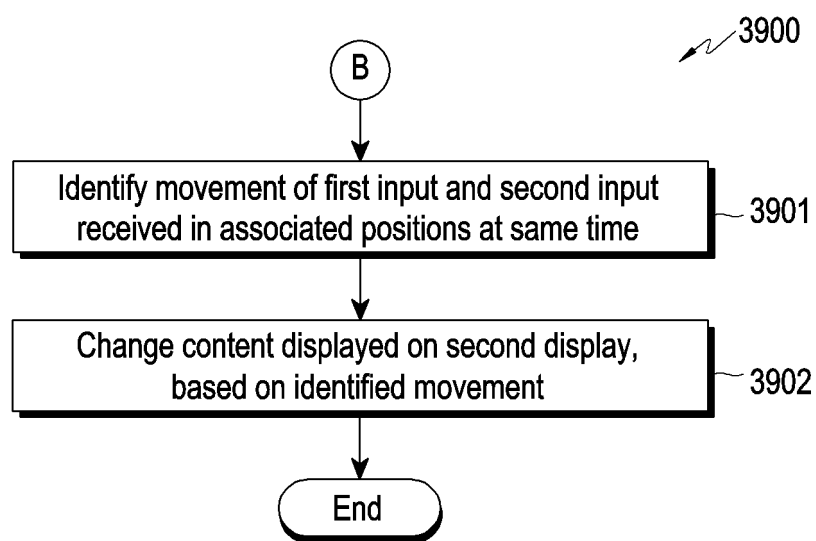 3900
B
Identify movement of first input and second input
received in associated positions at same time
3901
Change content displayed on second display,
based on identified movement
3902
End